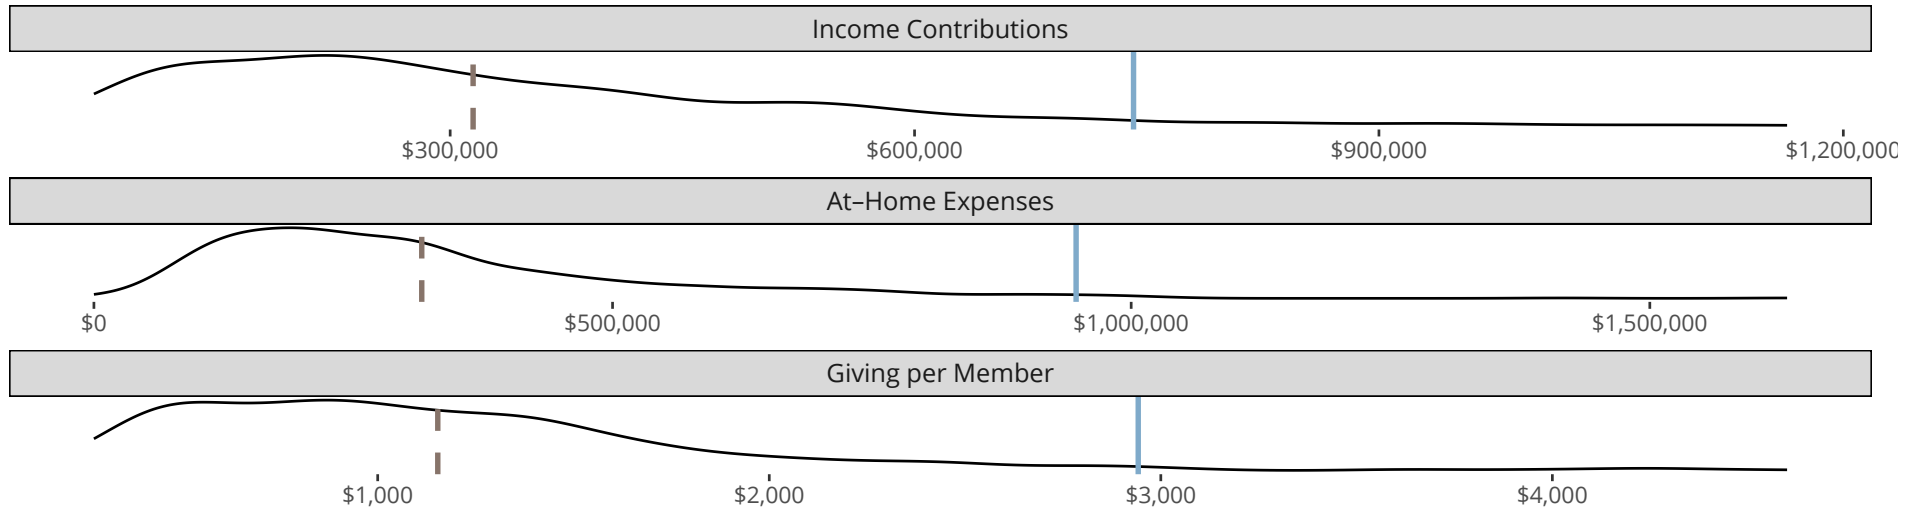 Income Contributions
$300,000 $600,000 $900,000 $1,200,000
At–Home Expenses
$0 $500,000 $1,000,000 $1,500,000
Giving per Member
$1,000 $2,000 $3,000 $4,000